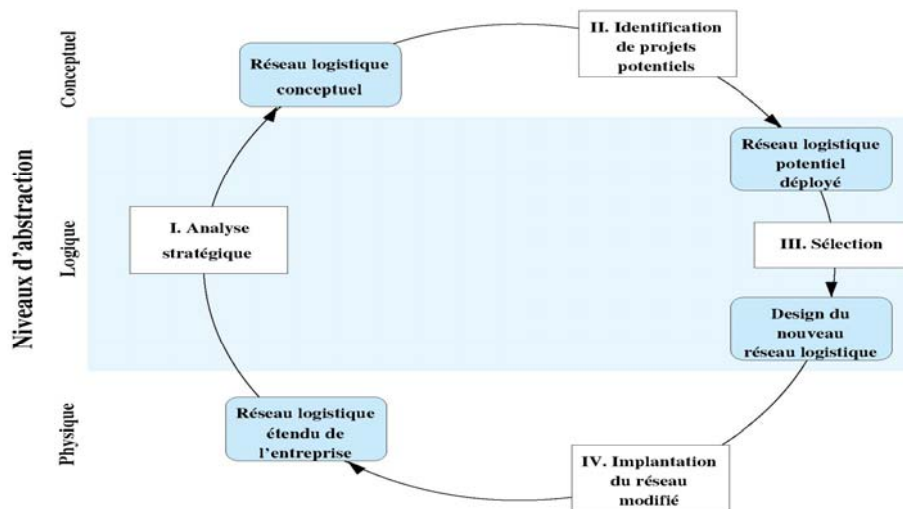 Niveaux d'abstraction
Conceptuel
Logique
Physique
Réseau logistique
conceptuel
II. Identification
de projets
potentiels
Réseau logistique
potentiel
déployé
I. Analyse
stratégique
III. Sélection
Design du
nouveau
réseau logistique
Réseau logistique
étendu de
l'entreprise
IV. Implantation
du réseau
modifié